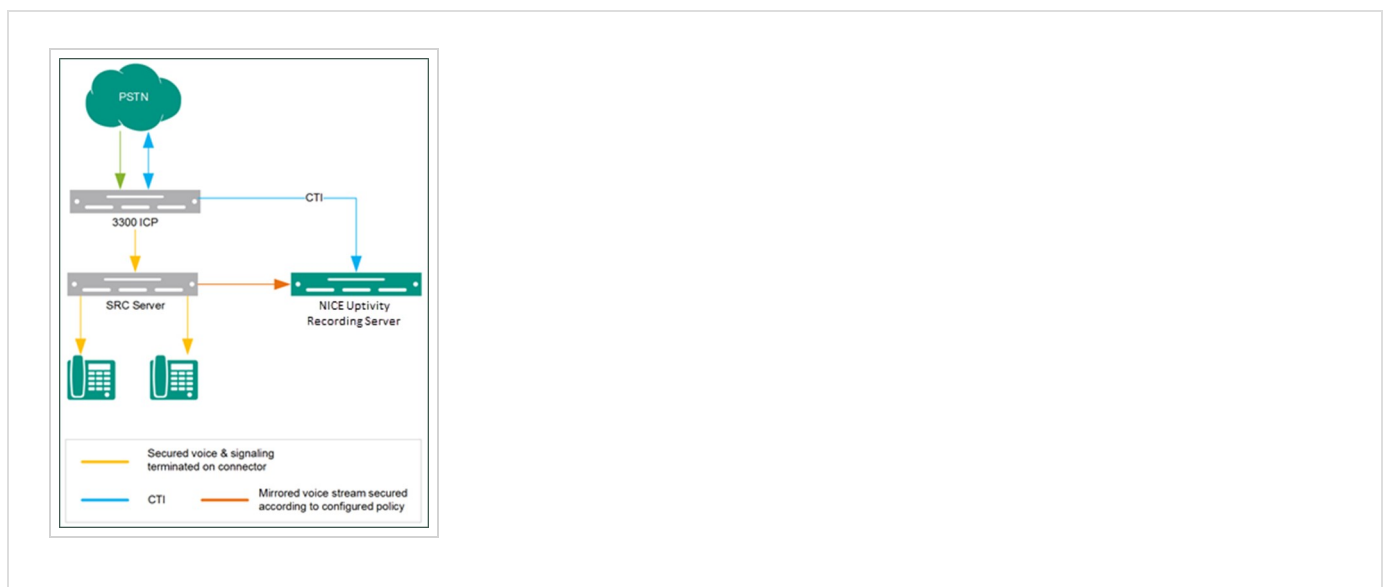 PSTN
CTI
3300 ICP
SRC Server
NICE Uptivity
Recording Server
Secured voice & signaling
terminated on connector
CTI
Mirrored voice stream secured
according to configured policy